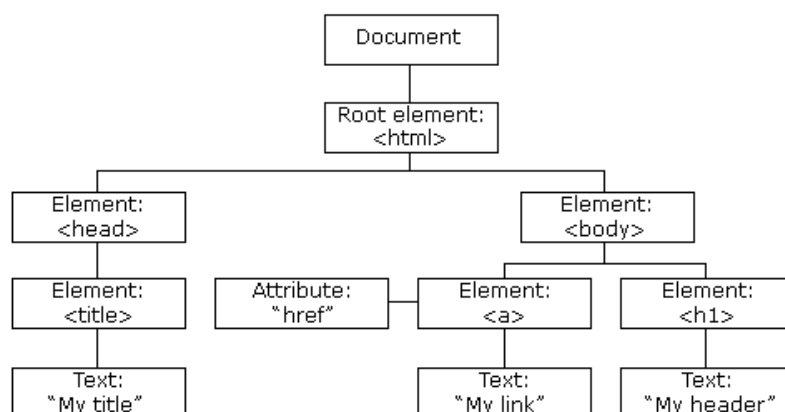 Document
Root element:
<html>
Element:
<head>
Element:
<body>
Element:
<title>
Attribute:
“href”
Element:
<a>
Element:
<h1>
Text:
“My title”
Text:
“My link”
Text:
“My header”